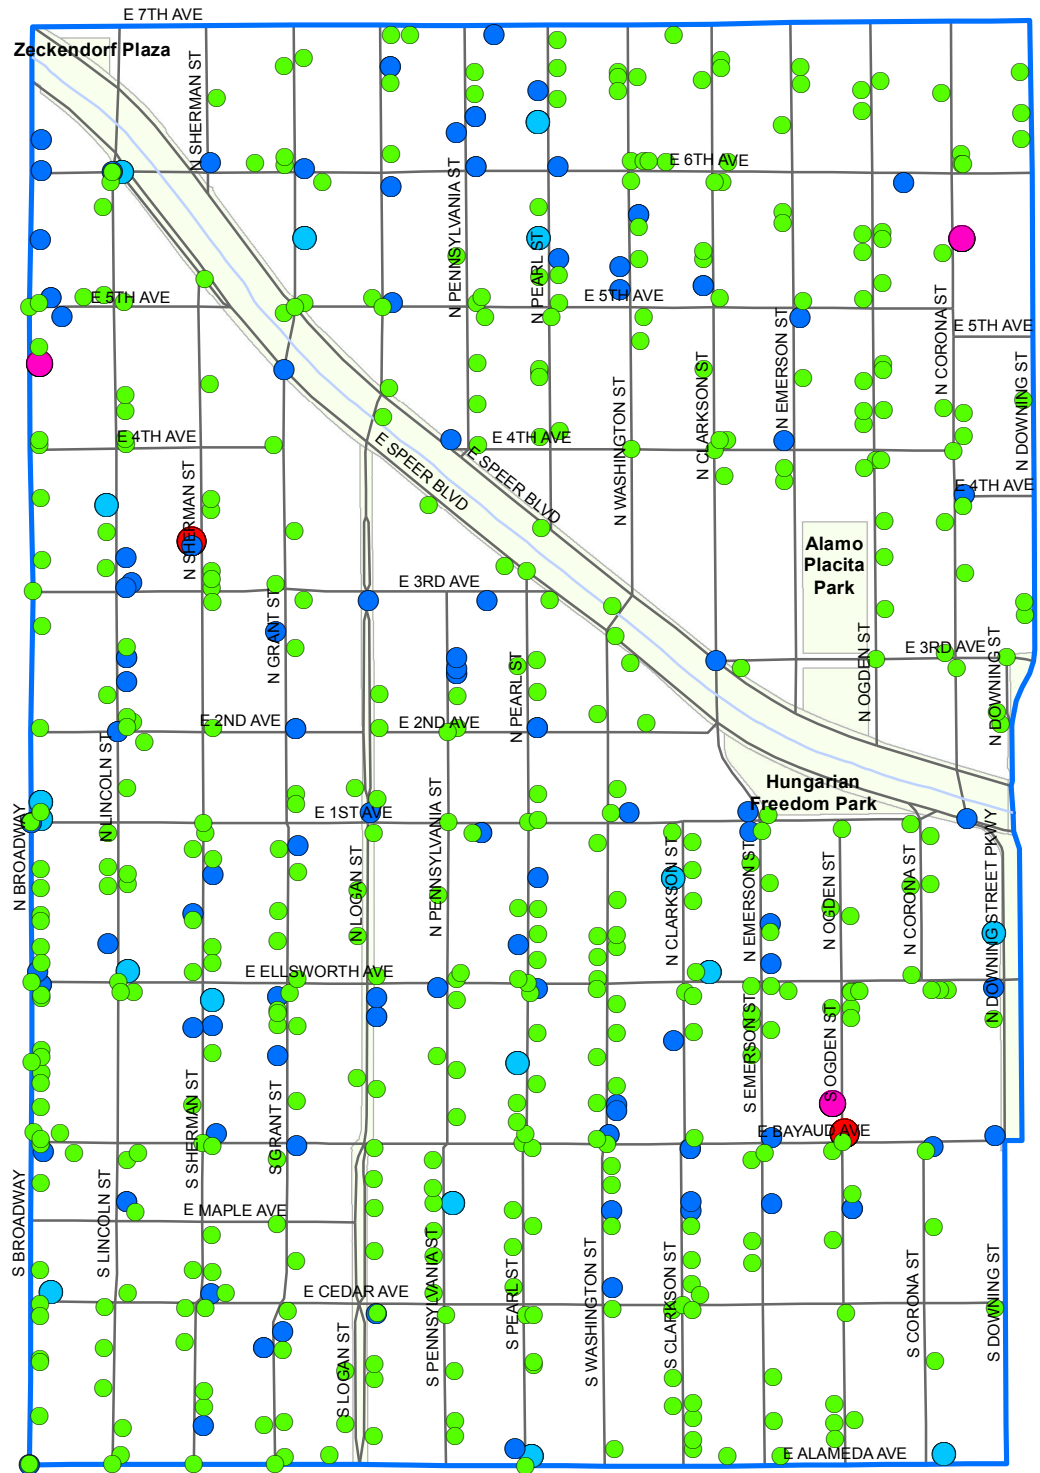 E 7TH AVE
Zeckendorf Plaza
N SHERMAN ST
E 6TH AVE
N PENNSYLVANIA ST
N PEARL ST
E 5TH AVE
E 5TH AVE
N CORONA ST
E 5TH AVE
N EMERSON ST
N DOWNING ST
N CLARKSON ST
N WASHINGTON ST
E 4TH AVE
E 4TH AVE
E SPEER BLVD
E SPEER BLVD
E 4TH AVE
N SHERMAN ST
Alamo
Placita
Park
E 3RD AVE
N GRANT ST
E 3RD AVE
N OGDEN ST
N DOWNING ST
N PEARL ST
E 2ND AVE
E 2ND AVE
N LINCOLN ST
Hungarian
Freedom Park
E 1ST AVE
N BROADWAY
N LOGAN ST
N PENNSYLVANIA ST
N CLARKSON ST
N EMERSON ST
N OGDEN ST
N CORONA ST
N DOWNING STREET PKWY
E ELLSWORTH AVE
S EMERSON ST
S OGDEN ST
S SHERMAN ST
S GRANT ST
E BAYAUD AVE
S BROADWAY
S LINCOLN ST
E MAPLE AVE
S PENNSYLVANIA ST
S PEARL ST
S WASHINGTON ST
S CLARKSON ST
S CORONA ST
S DOWNING ST
E CEDAR AVE
S LOGAN ST
E ALAMEDA AVE